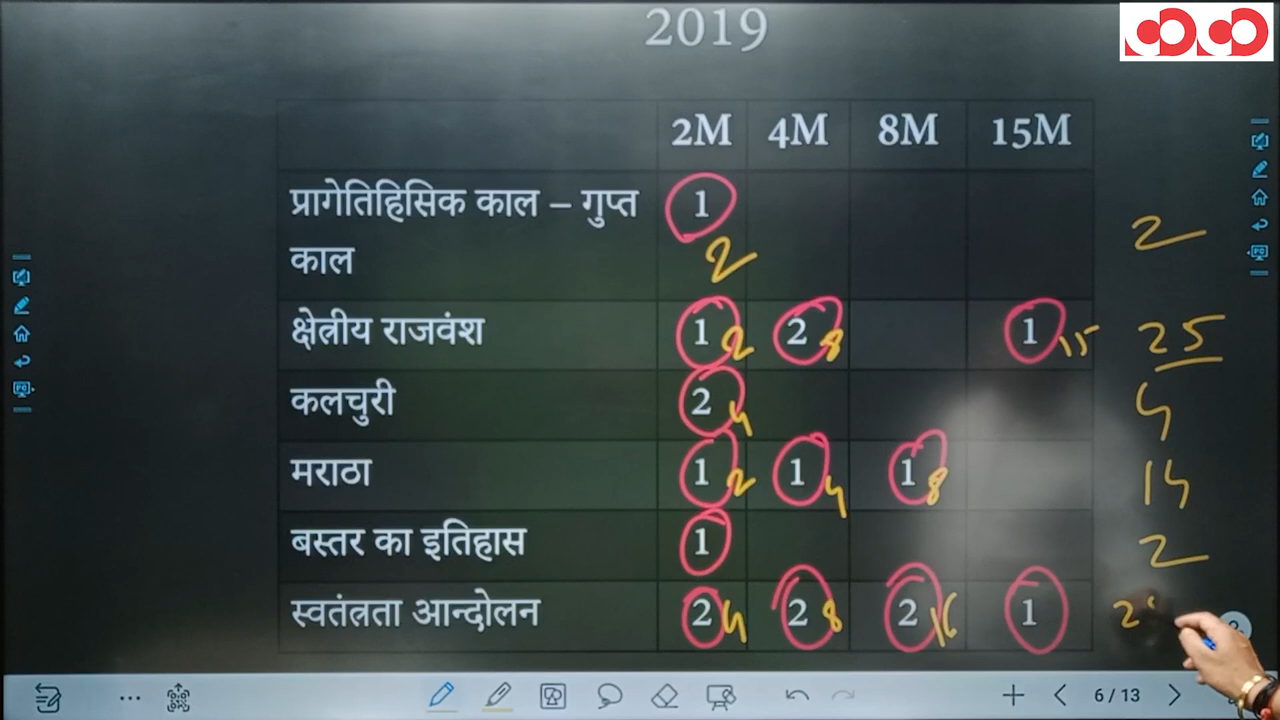 2019
2M 4M 8M 15M
प्रागेतिहिसिक काल – गुप्त 1
काल 2 2
क्षेत्रीय राजवंश 1 2 2 8 1 15 25
कलचुरी 2 4 4
मराठा 1 2 1 4 1 8 14
बस्तर का इतिहास 1 2
स्वतंत्रता आन्दोलन 2 4 2 8 2 16 1
6 / 13